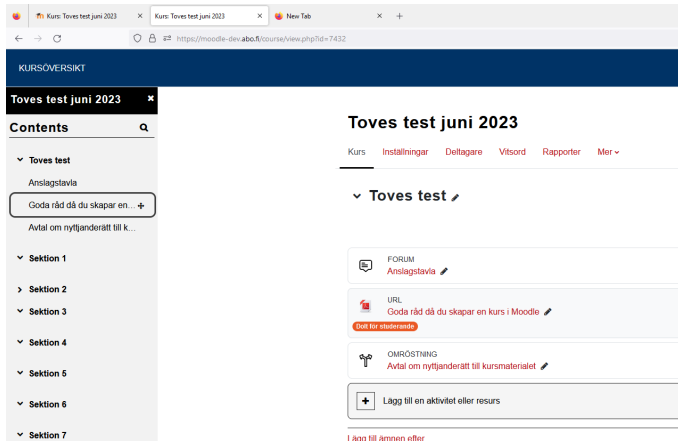 Kurs: Toves test juni 2023
Kurs: Toves test juni 2023
New Tab
https://moodle-dev.abo.fi/course/view.php?id=7432
KURSÖVERSIKT
Toves test juni 2023
Contents
Toves test
Anslagstavla
Goda råd då du skapar en...
Avtal om nyttjanderätt till k...
Sektion 1
Sektion 2
Sektion 3
Sektion 4
Sektion 5
Sektion 6
Sektion 7
Toves test juni 2023
Kurs Inställningar Deltagare Vitsord Rapporter Mer
Toves test
FORUM
Anslagstavla
URL
Goda råd då du skapar en kurs i Moodle
Dolt för studerande
OMRÖSTNING
Avtal om nyttjanderätt till kursmaterialet
Lägg till en aktivitet eller resurs
Lägg till ämnen efter